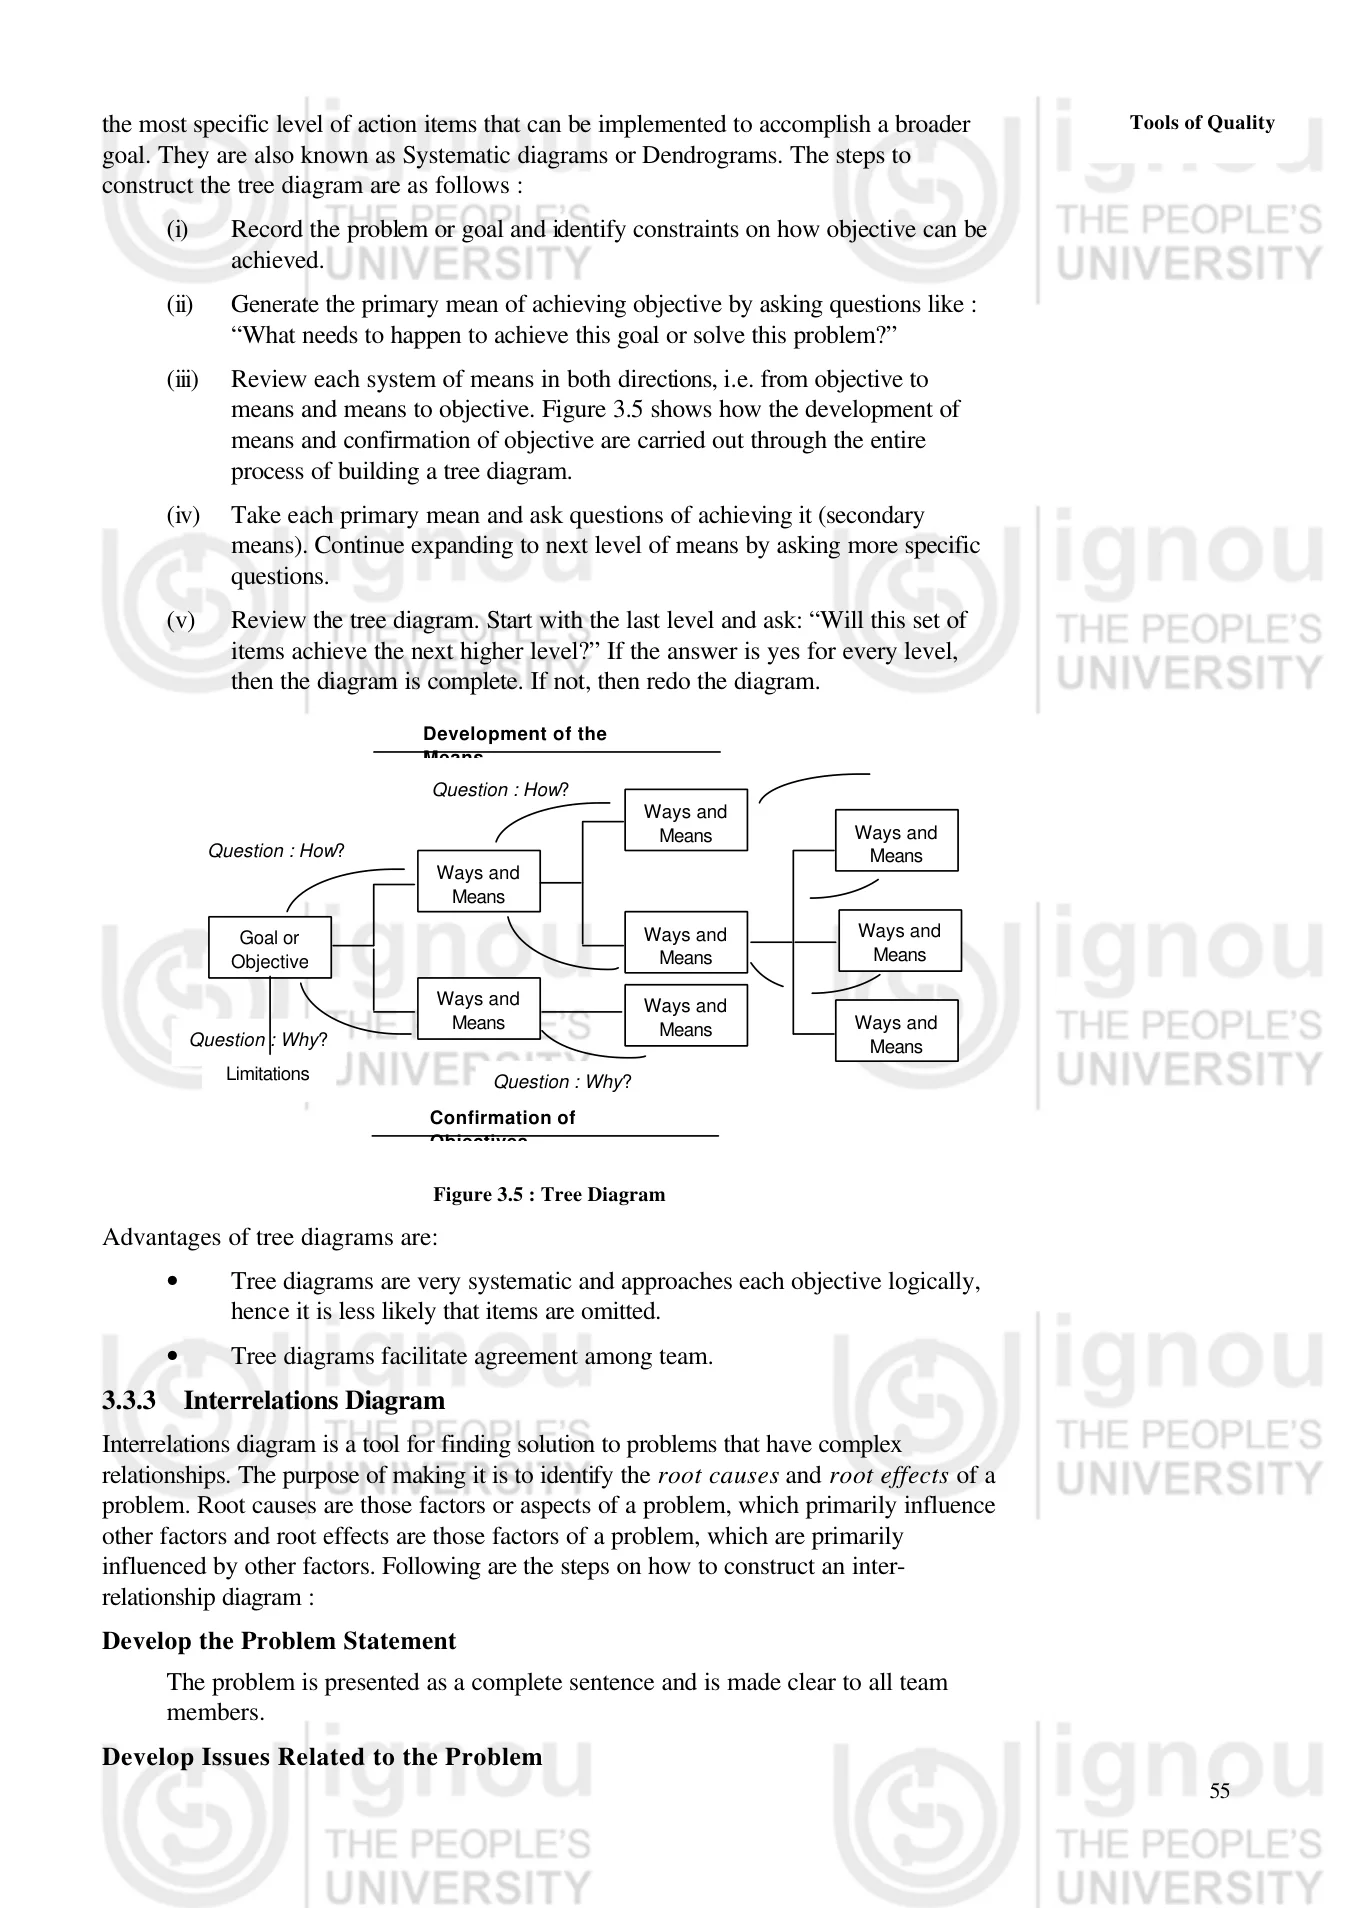 Tools of Quality
the most specific level of action items that can be implemented to accomplish a broader
goal. They are also known as Systematic diagrams or Dendrograms. The steps to
construct the tree diagram are as follows :
(i) Record the problem or goal and identify constraints on how objective can be
achieved.
(ii) Generate the primary mean of achieving objective by asking questions like :
“What needs to happen to achieve this goal or solve this problem?”
(iii) Review each system of means in both directions, i.e. from objective to
means and means to objective. Figure 3.5 shows how the development of
means and confirmation of objective are carried out through the entire
process of building a tree diagram.
(iv) Take each primary mean and ask questions of achieving it (secondary
means). Continue expanding to next level of means by asking more specific
questions.
(v) Review the tree diagram. Start with the last level and ask: “Will this set of
items achieve the next higher level?” If the answer is yes for every level,
then the diagram is complete. If not, then redo the diagram.
Development of the
Means
Question : How?
Ways and
Means
Ways and
Means
Question : How?
Ways and
Means
Goal or
Objective
Ways and
Means
Ways and
Means
Ways and
Means
Ways and
Means
Ways and
Means
Question : Why?
Limitations
Question : Why?
Confirmation of
Objectives
Figure 3.5 : Tree Diagram
Advantages of tree diagrams are:
• Tree diagrams are very systematic and approaches each objective logically,
hence it is less likely that items are omitted.
• Tree diagrams facilitate agreement among team.
3.3.3 Interrelations Diagram
Interrelations diagram is a tool for finding solution to problems that have complex
relationships. The purpose of making it is to identify the root causes and root effects of a
problem. Root causes are those factors or aspects of a problem, which primarily influence
other factors and root effects are those factors of a problem, which are primarily
influenced by other factors. Following are the steps on how to construct an inter-
relationship diagram :
Develop the Problem Statement
The problem is presented as a complete sentence and is made clear to all team
members.
Develop Issues Related to the Problem
55
ignou
THE PEOPLE'S
UNIVERSITY